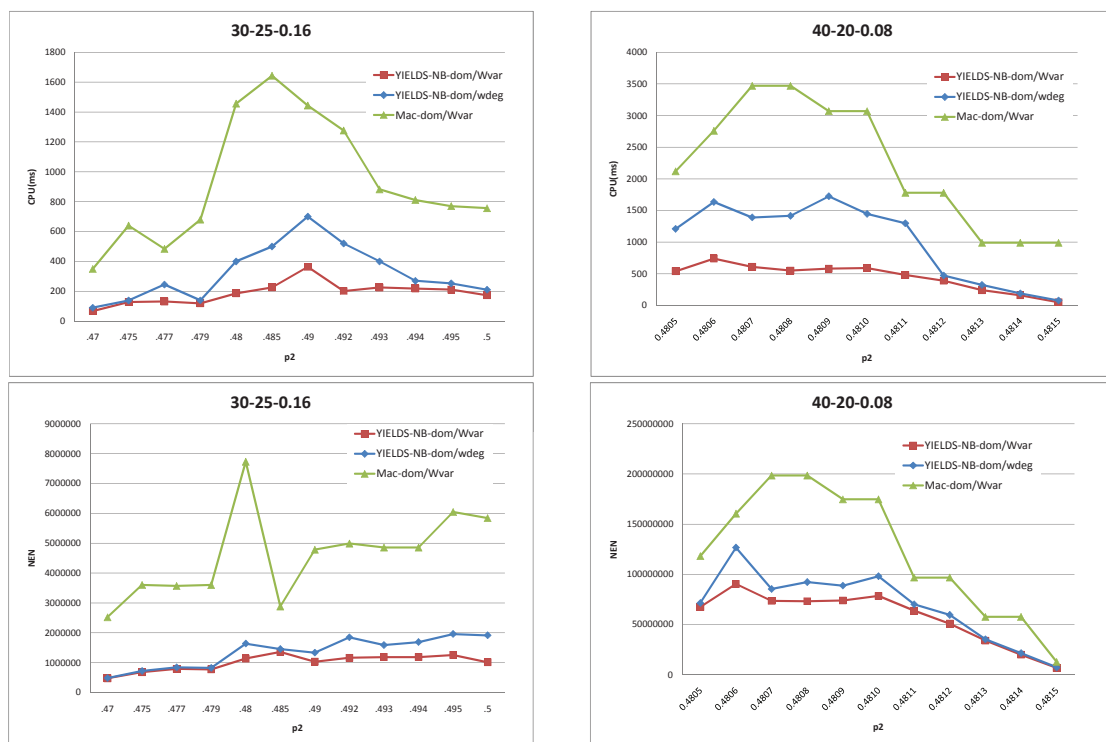 30-25-0.16
1800
1600
1400
1200
1000
800
600
400
200
0
CPU(ms)
YIELDS-NB-dom/Wvar
YIELDS-NB-dom/wdeg
Mac-dom/Wvar
.47 .475 .477 .479 .48 .485 .49 .492 .493 .494 .495 .5
p2
40-20-0.08
4000
3500
3000
2500
2000
1500
1000
500
0
CPU(ms)
YIELDS-NB-dom/Wvar
YIELDS-NB-dom/wdeg
Mac-dom/Wvar
0.4805 0.4806 0.4807 0.4808 0.4809 0.4810 0.4811 0.4812 0.4813 0.4814 0.4815
p2
30-25-0.16
9000000
8000000
7000000
6000000
5000000
4000000
3000000
2000000
1000000
0
NEN
YIELDS-NB-dom/Wvar
YIELDS-NB-dom/wdeg
Mac-dom/Wvar
.47 .475 .477 .479 .48 .485 .49 .492 .493 .494 .495 .5
p2
40-20-0.08
250000000
200000000
150000000
100000000
50000000
0
NEN
YIELDS-NB-dom/Wvar
YIELDS-NB-dom/wdeg
Mac-dom/Wvar
0.4805 0.4806 0.4807 0.4808 0.4809 0.4810 0.4811 0.4812 0.4813 0.4814 0.4815
p2